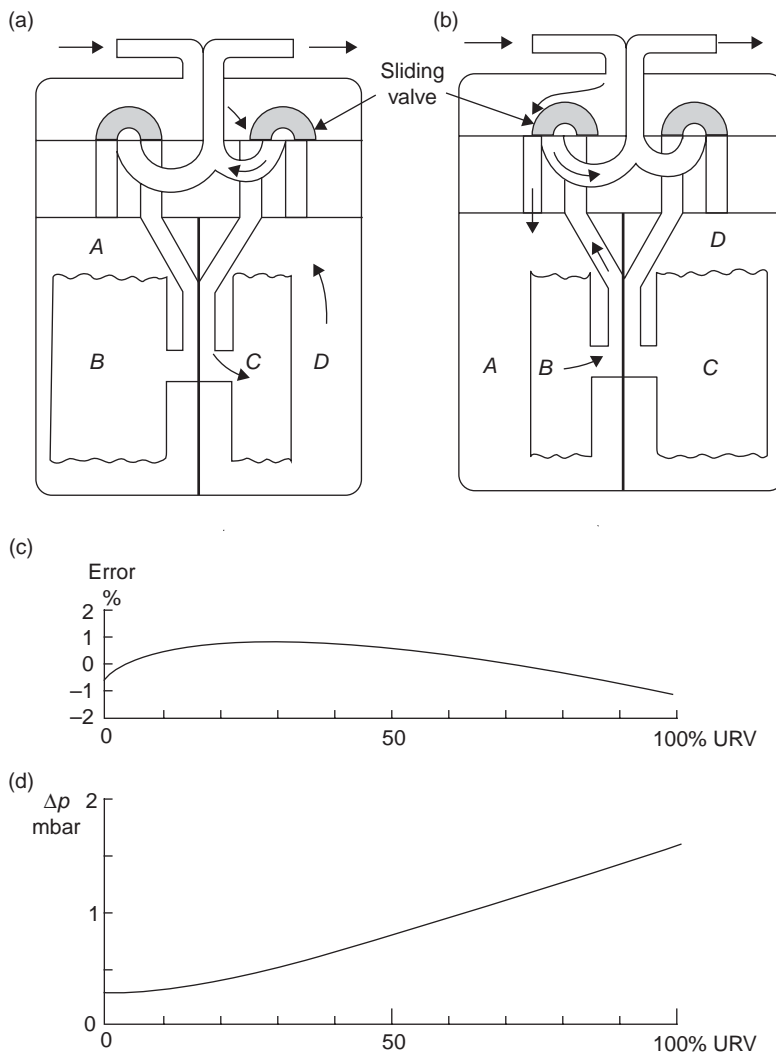 (a)
(b)
Sliding
valve
A
B
C
D
A
B
C
D
(c)
Error
%
2
1
0
–1
–2
0
50
100% URV
(d)
Δp
mbar
2
1
0
0
50
100% URV